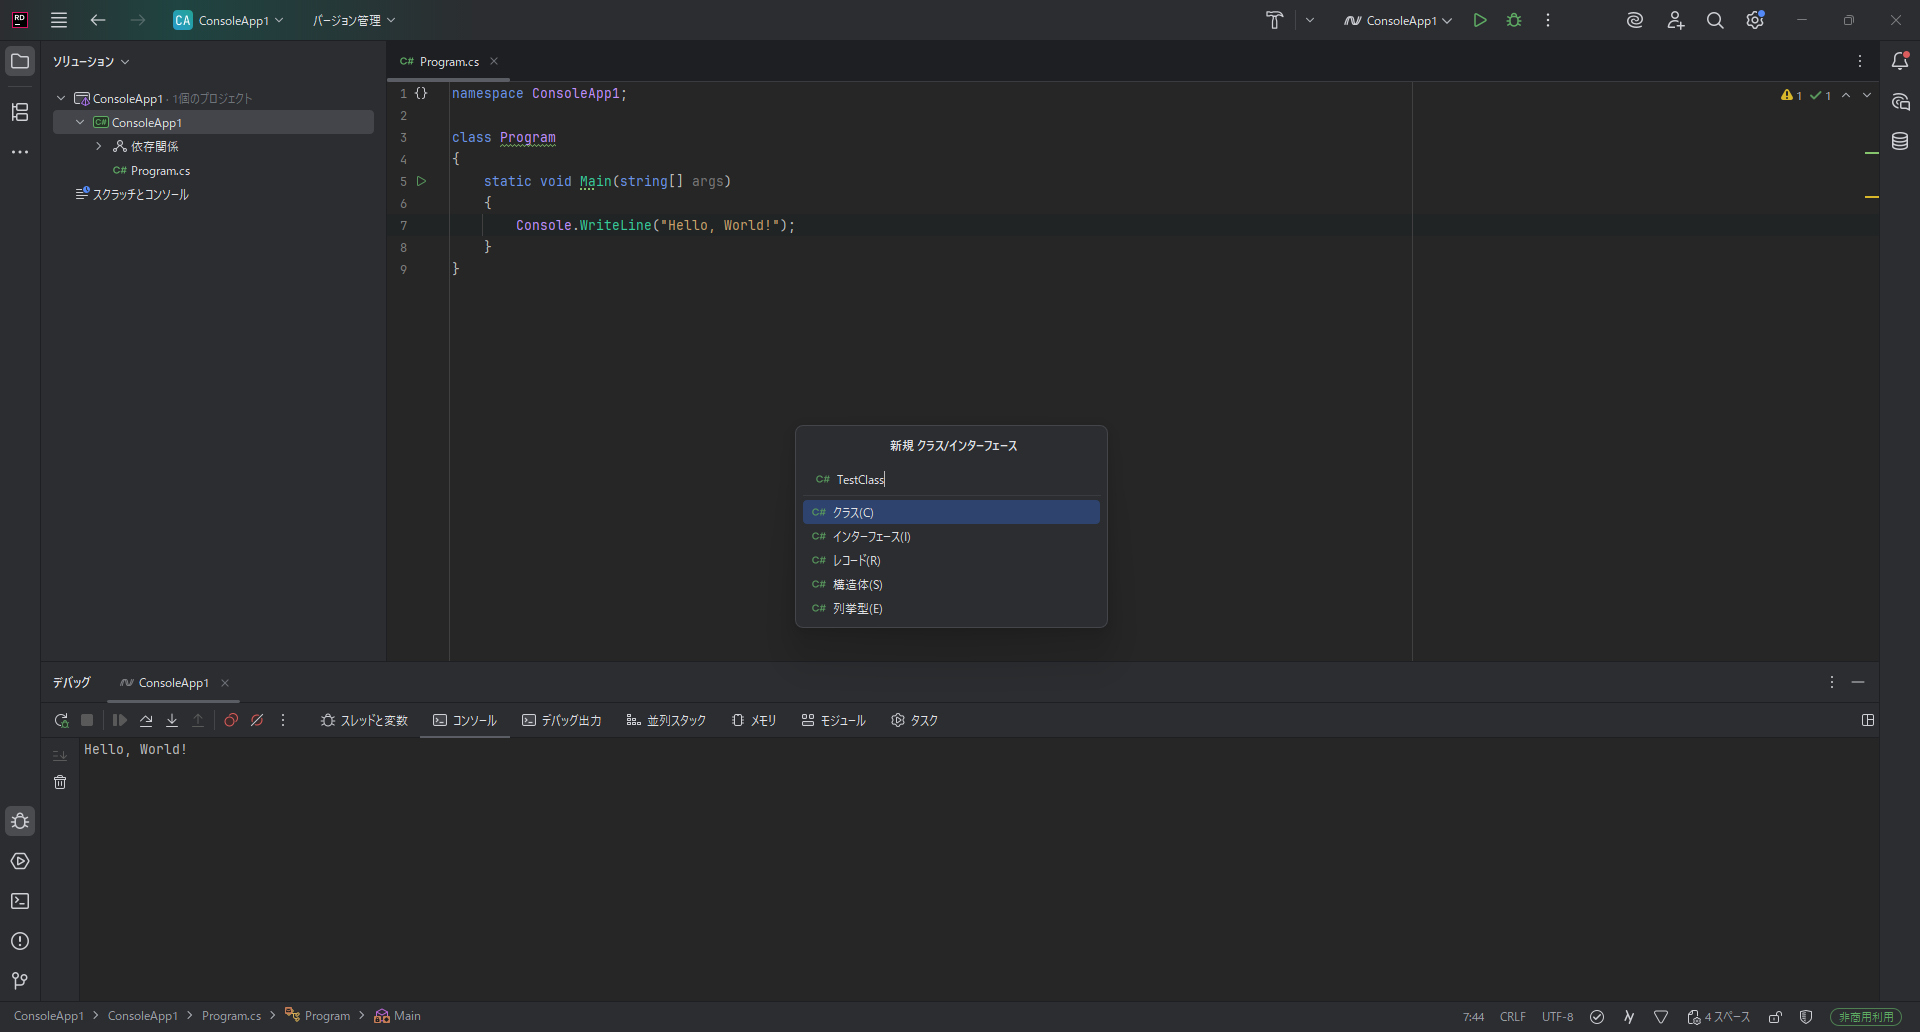 RD
CA ConsoleApp1 バージョン管理 ConsoleApp1
ソリューション
ConsoleApp1 · 1個のプロジェクト
C# ConsoleApp1
依存関係
C# Program.cs
スクラッチとコンソール
C# Program.cs
1 {} namespace ConsoleApp1;
2
3 class Program
4 {
5 static void Main(string[] args)
6 {
7 Console.WriteLine("Hello, World!");
8 }
9 }
1 1
新規 クラス/インターフェース
C# TestClass
C# クラス(C)
C# インターフェース(I)
C# レコード(R)
C# 構造体(S)
C# 列挙型(E)
デバッグ ConsoleApp1
スレッドと変数 コンソール デバッグ出力 並列スタック メモリ モジュール タスク
Hello, World!
ConsoleApp1 ConsoleApp1 Program.cs Program Main
7:44 CRLF UTF-8 4 スペース 非商用利用